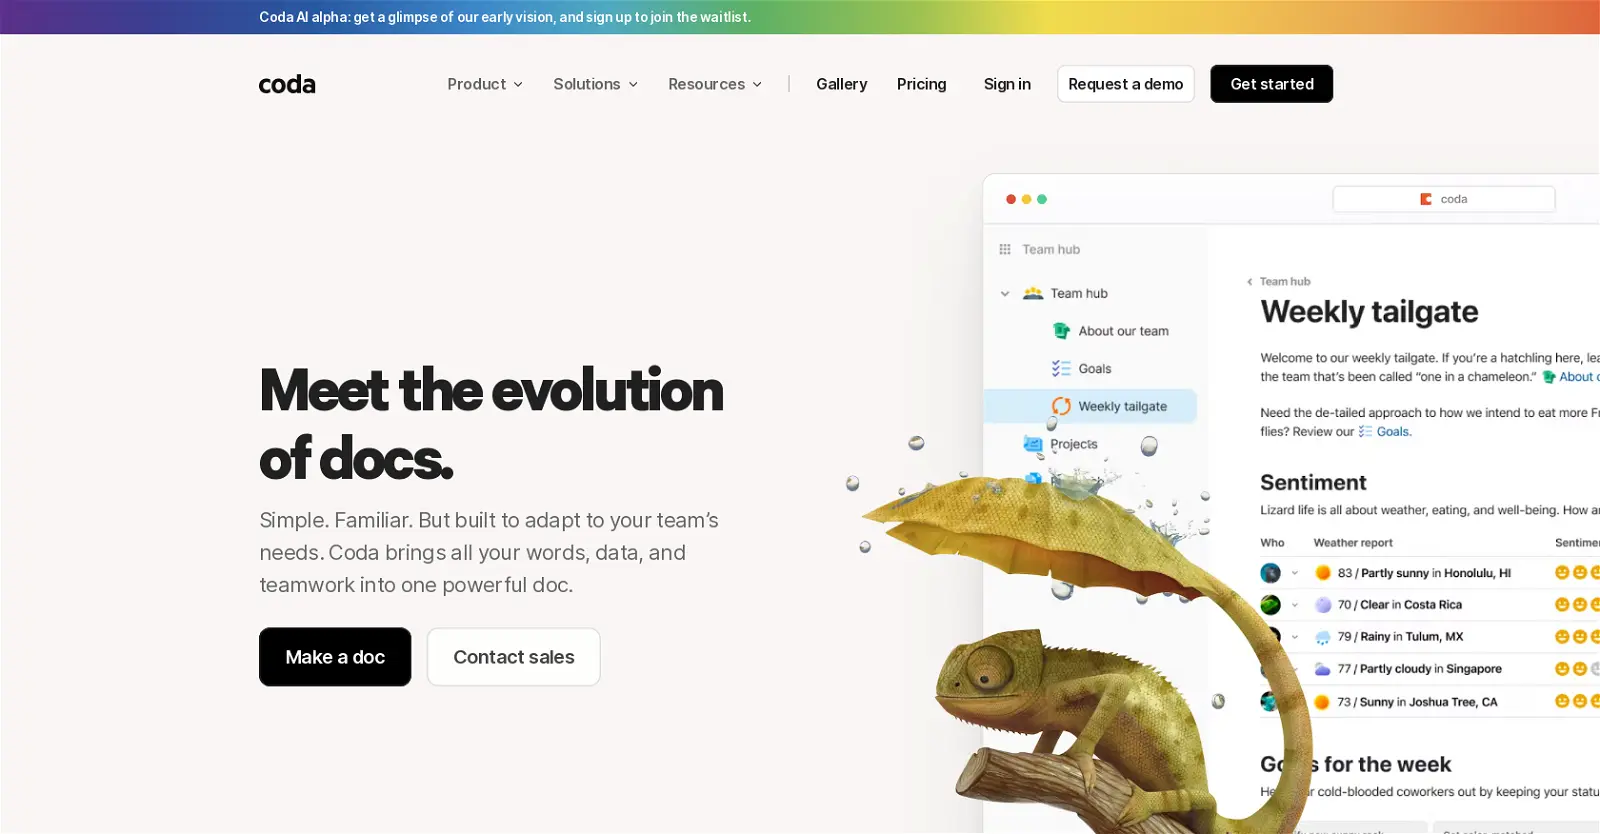 Coda AI alpha: get a glimpse of our early vision, and sign up to join the waitlist.
coda
Product
Solutions
Resources
Gallery
Pricing
Sign in
Request a demo
Get started
Meet the evolution
of docs.
Simple. Familiar. But built to adapt to your team's
needs. Coda brings all your words, data, and
teamwork into one powerful doc.
Make a doc
Contact sales
coda
Team hub
Team hub
About our team
Goals
Weekly tailgate
Projects
Team hub
Weekly tailgate
Welcome to our weekly tailgate. If you're a hatchling here,
the team that's been called “one in a chameleon.” About
Need the de-tailed approach to how we intend to eat more
flies? Review our Goals.
Sentiment
Lizard life is all about weather, eating, and well-being. How
Who Weather report
83 / Partly sunny in Honolulu, HI
70 / Clear in Costa Rica
79 / Rainy in Tulum, MX
77 / Partly cloudy in Singapore
73 / Sunny in Joshua Tree, CA
for the week
cold-blooded coworkers out by keeping your